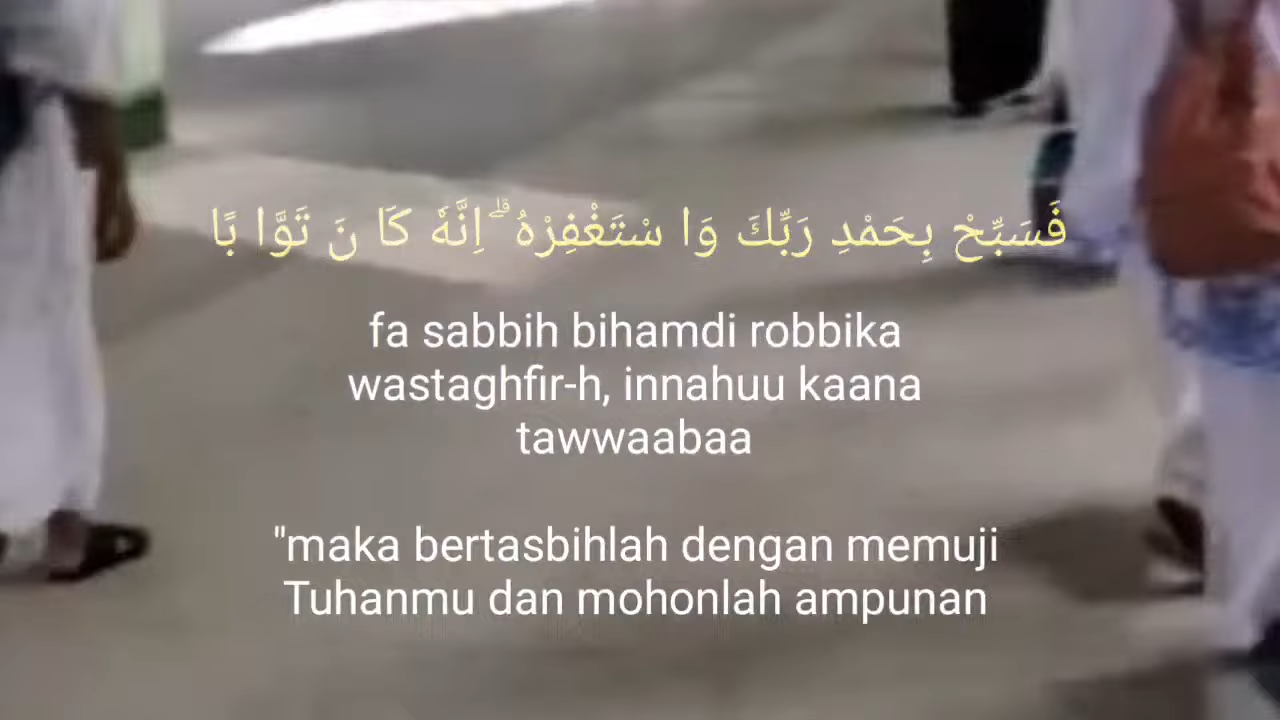 فَسَبِّحْ بِحَمْدِ رَبِّكَ وَا سْتَغْفِرْهُ ۗ اِنَّهٗ كَا نَ تَوَّا بًا
fa sabbih bihamdi robbika
wastaghfir-h, innahuu kaana
tawwaabaa
"maka bertasbihlah dengan memuji
Tuhanmu dan mohonlah ampunan